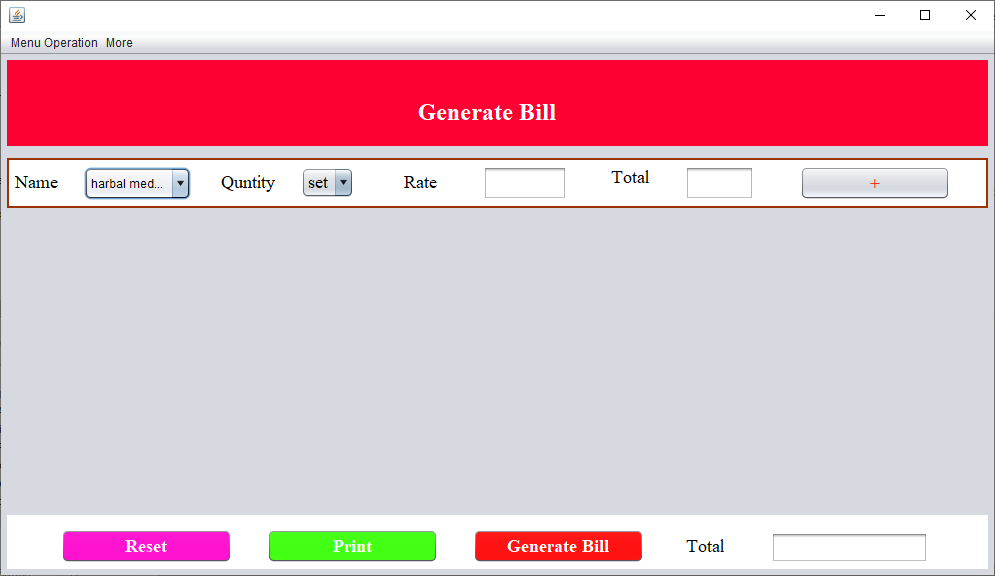 Menu Operation More
Generate Bill
Name harbal med... Quntity set Rate Total +
Reset Print Generate Bill Total